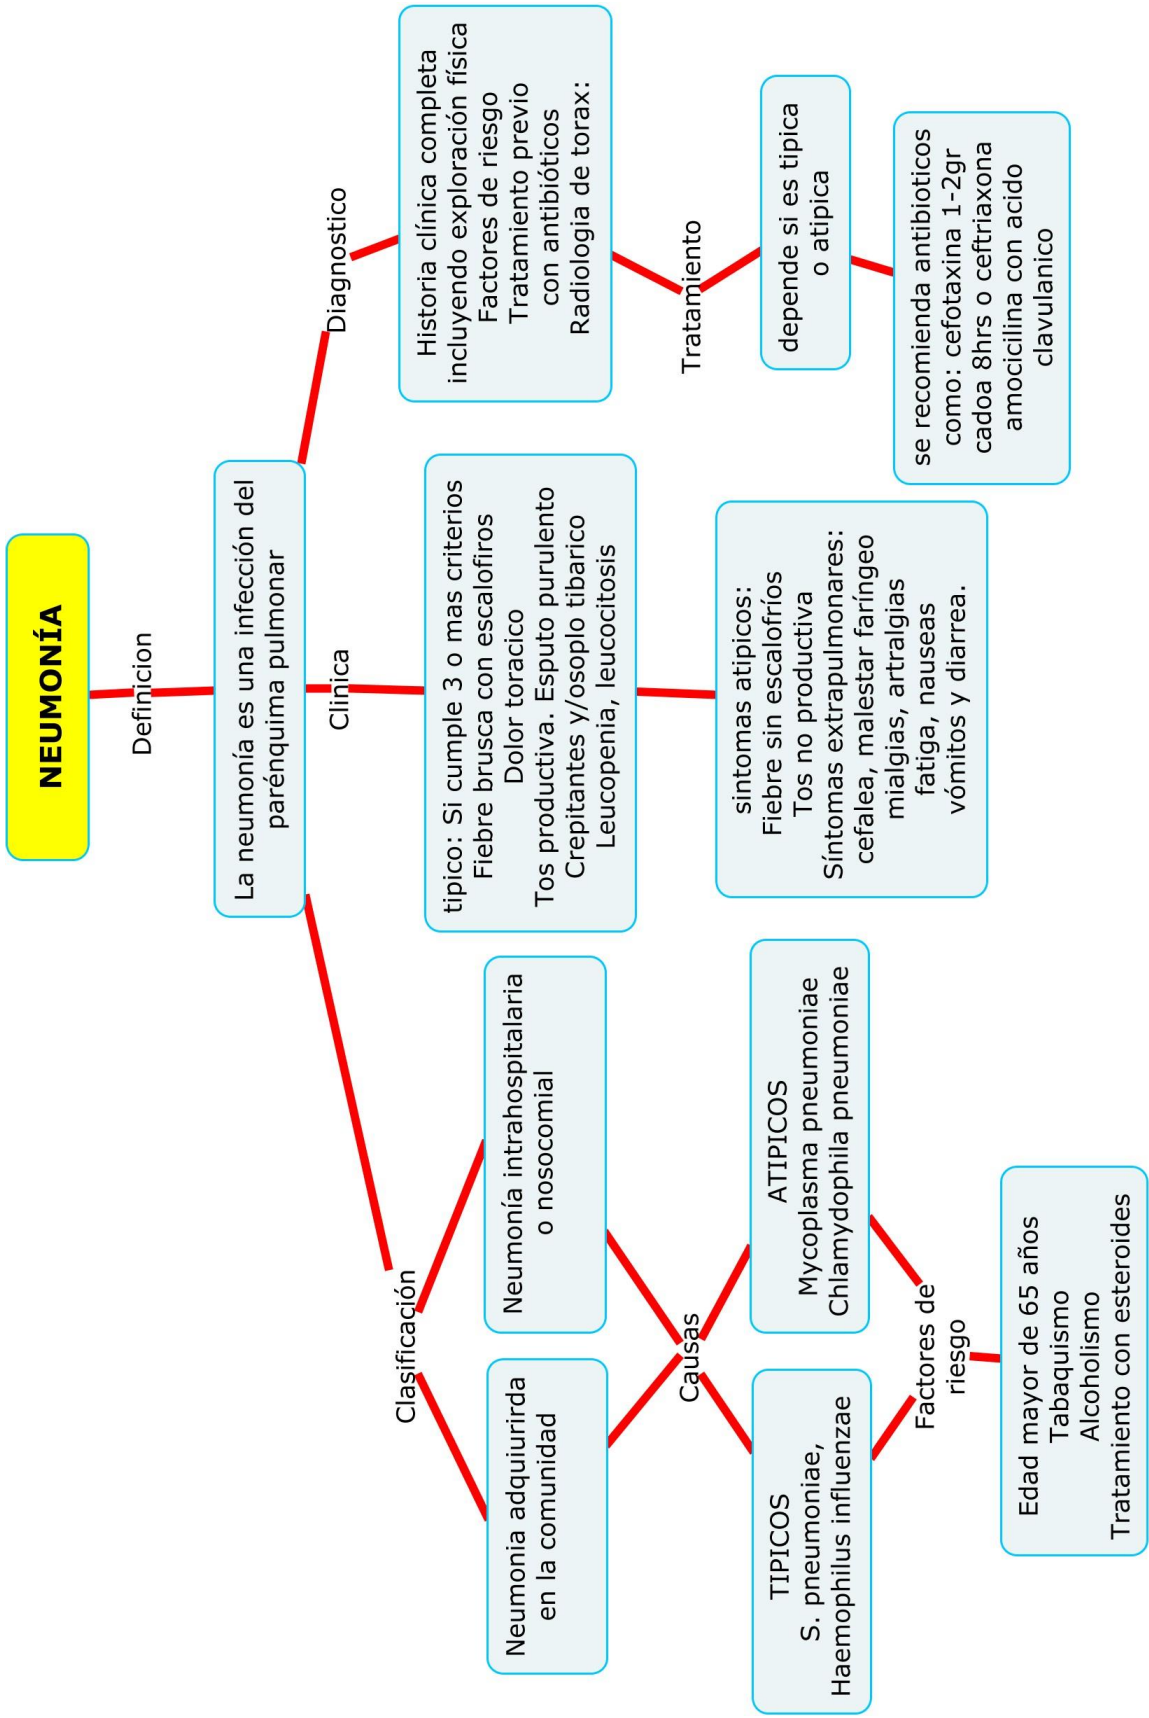 NEUMONÍA
Definicion
La neumonía es una infección del
parénquima pulmonar
Clasificación
Neumonia adquiurirda
en la comunidad
Neumonía intrahospitalaria
o nosocomial
Causas
TIPICOS
S. pneumoniae,
Haemophilus influenzae
ATIPICOS
Mycoplasma pneumoniae
Chlamydophila pneumoniae
Factores de
riesgo
Edad mayor de 65 años
Tabaquismo
Alcoholismo
Tratamiento con esteroides
Clinica
tipico: Si cumple 3 o mas criterios
Fiebre brusca con escalofiros
Dolor toracico
Tos productiva. Esputo purulento
Crepitantes y/osoplo tibarico
Leucopenia, leucocitosis
sintomas atipicos:
Fiebre sin escalofríos
Tos no productiva
Síntomas extrapulmonares:
cefalea, malestar faríngeo
mialgias, artralgias
fatiga, nauseas
vómitos y diarrea.
Diagnostico
Historia clínica completa
incluyendo exploración física
Factores de riesgo
Tratamiento previo
con antibióticos
Radiologia de torax:
Tratamiento
depende si es tipica
o atipica
se recomienda antibioticos
como: cefotaxina 1-2gr
cadoa 8hrs o ceftriaxona
amocicilina con acido
clavulanico